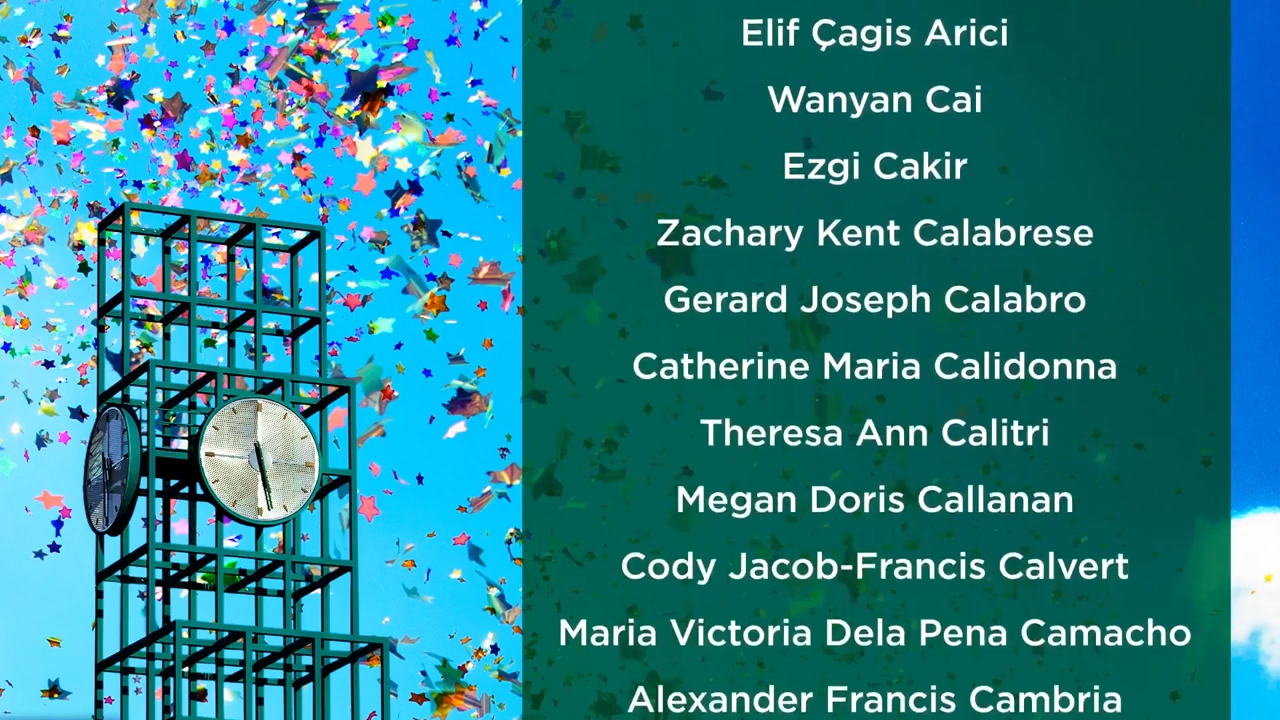 Elif Çagis Arici
Wanyan Cai
Ezgi Cakir
Zachary Kent Calabrese
Gerard Joseph Calabro
Catherine Maria Calidonna
Theresa Ann Calitri
Megan Doris Callanan
Cody Jacob-Francis Calvert
Maria Victoria Dela Pena Camacho
Alexander Francis Cambria